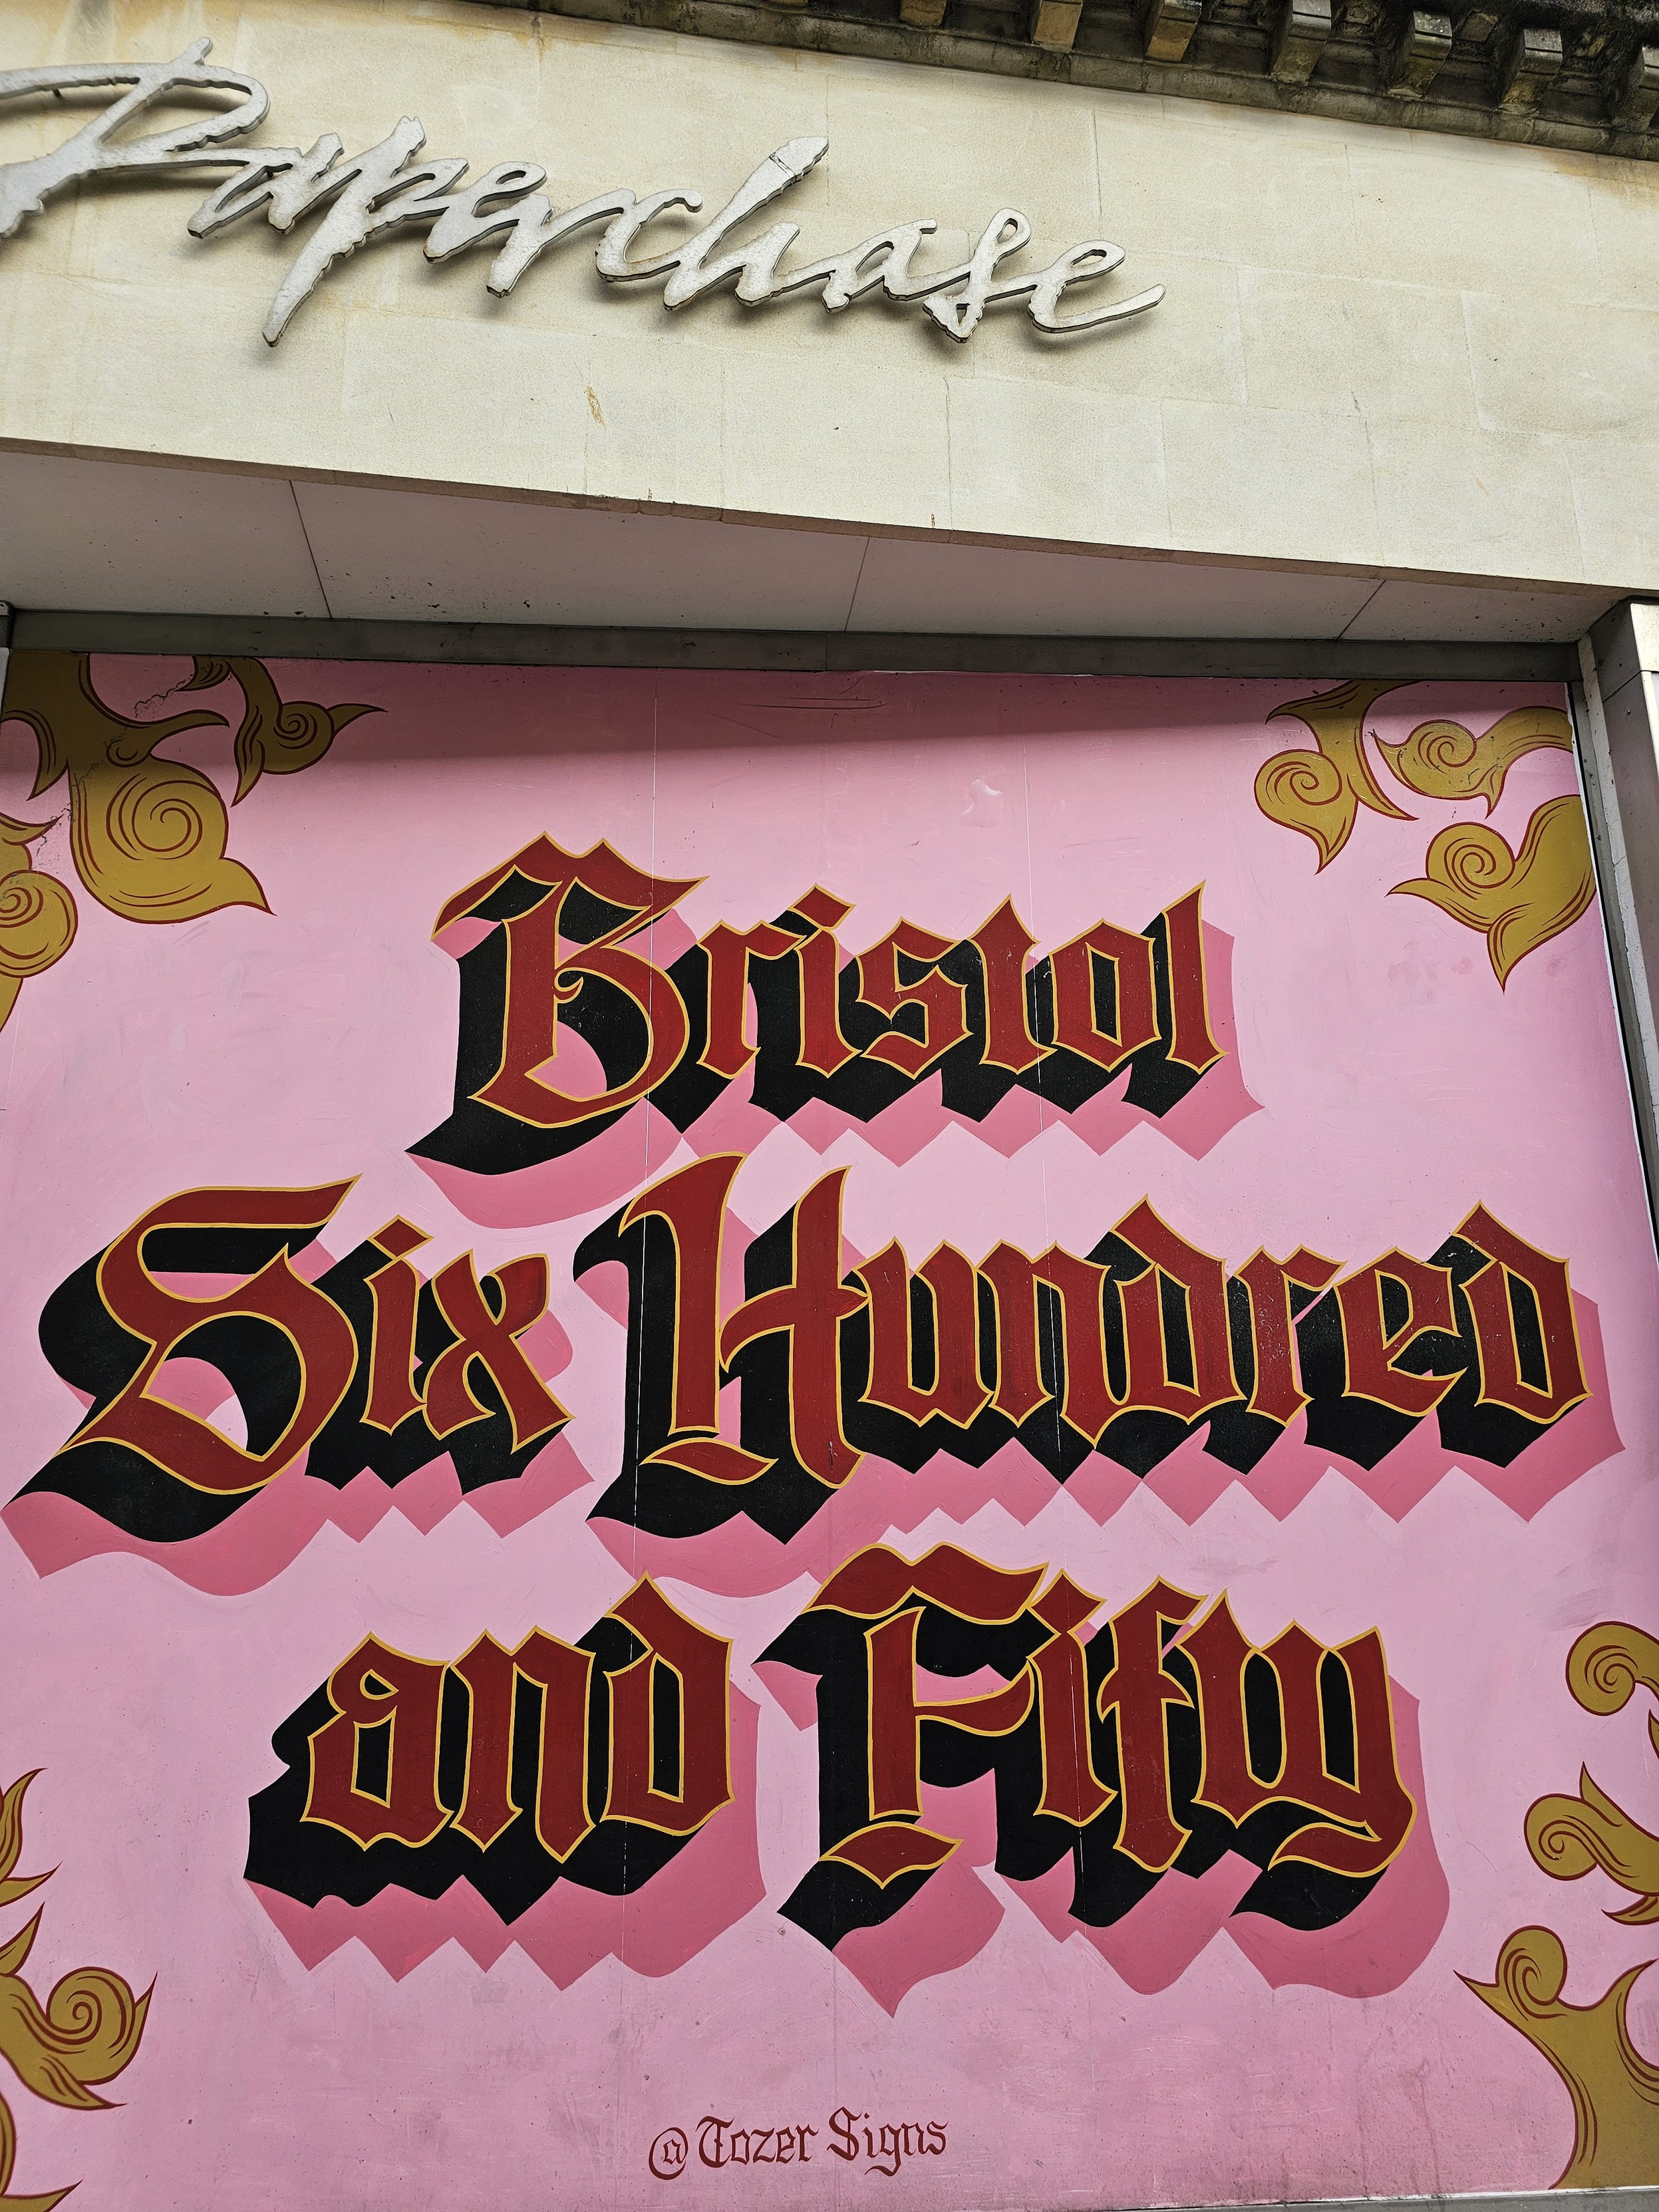 Paperchase
Bristol
Six Hundred
and Fifty
@Tozer Signs